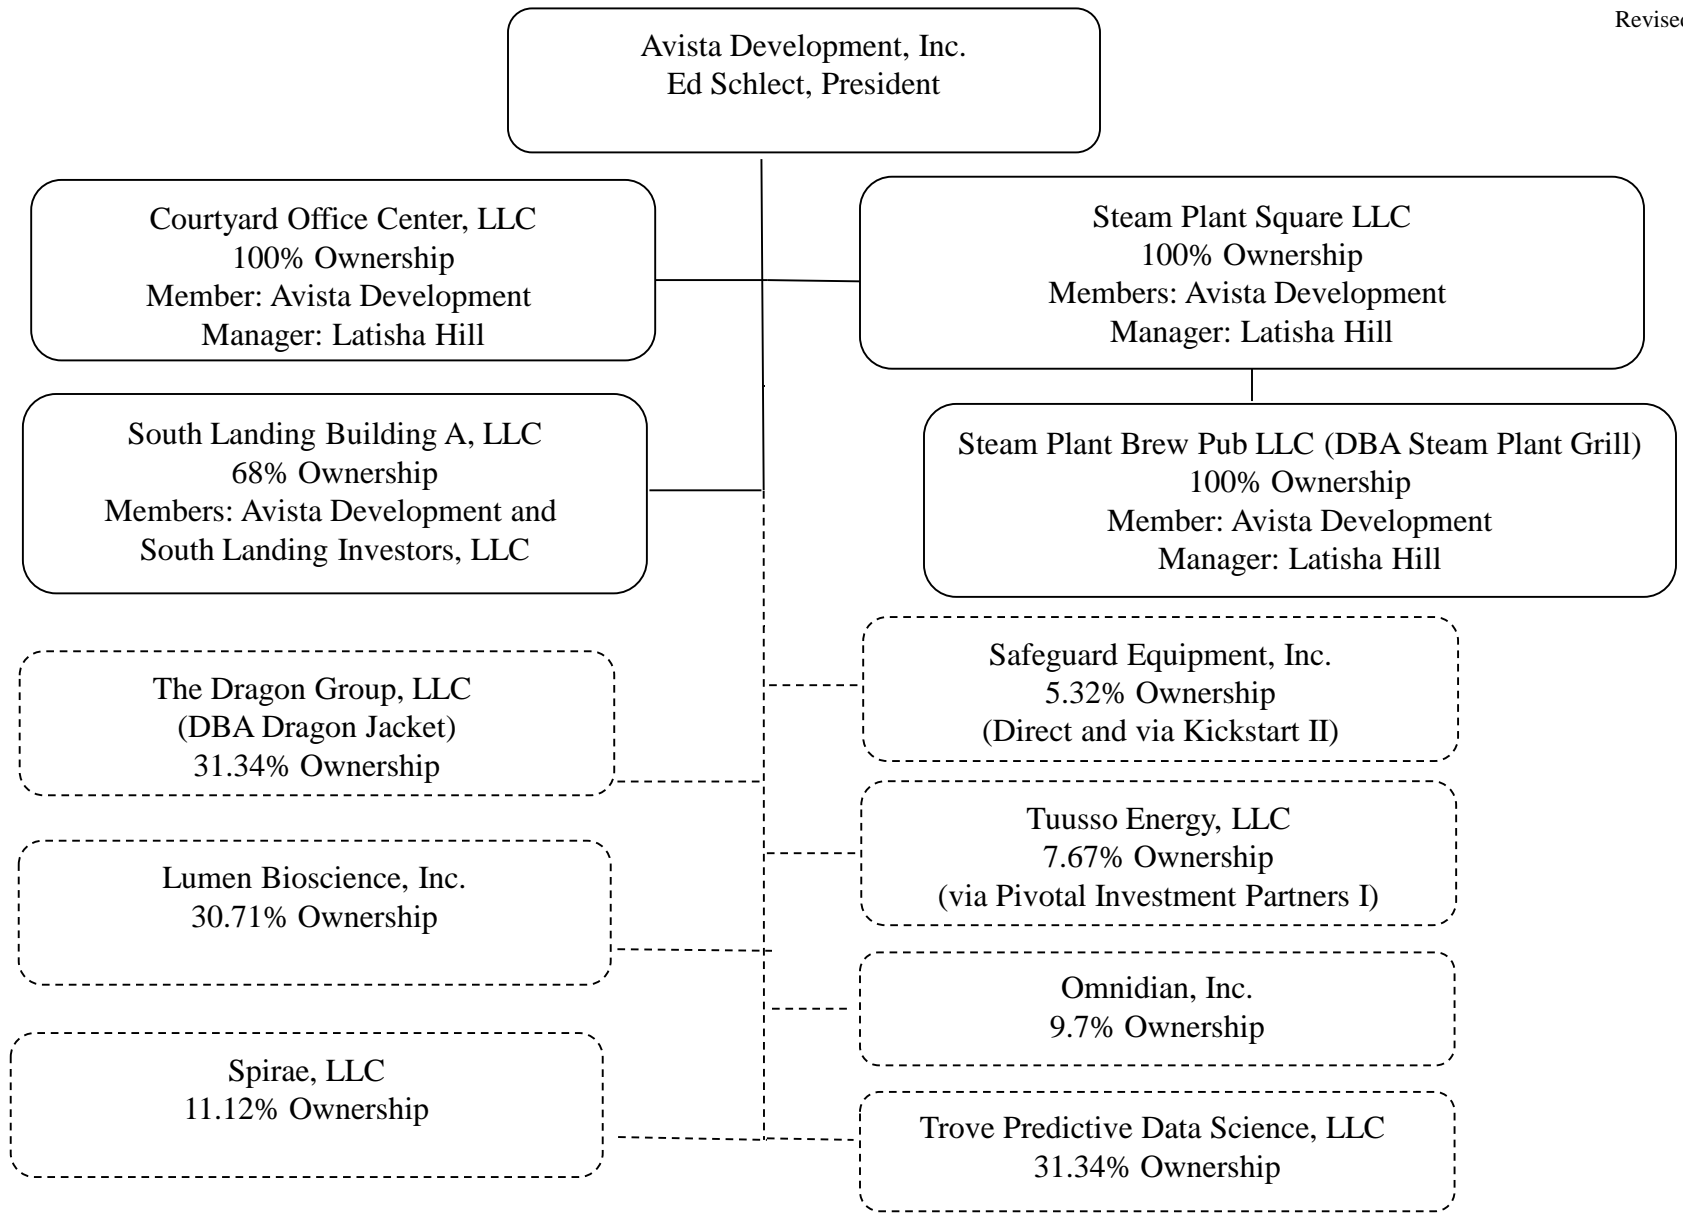 Revised
Avista Development, Inc.
Ed Schlect, President
Courtyard Office Center, LLC
100% Ownership
Member: Avista Development
Manager: Latisha Hill
Steam Plant Square LLC
100% Ownership
Members: Avista Development
Manager: Latisha Hill
South Landing Building A, LLC
68% Ownership
Members: Avista Development and
South Landing Investors, LLC
Steam Plant Brew Pub LLC (DBA Steam Plant Grill)
100% Ownership
Member: Avista Development
Manager: Latisha Hill
The Dragon Group, LLC
(DBA Dragon Jacket)
31.34% Ownership
Safeguard Equipment, Inc.
5.32% Ownership
(Direct and via Kickstart II)
Tuusso Energy, LLC
7.67% Ownership
(via Pivotal Investment Partners I)
Lumen Bioscience, Inc.
30.71% Ownership
Omnidian, Inc.
9.7% Ownership
Spirae, LLC
11.12% Ownership
Trove Predictive Data Science, LLC
31.34% Ownership